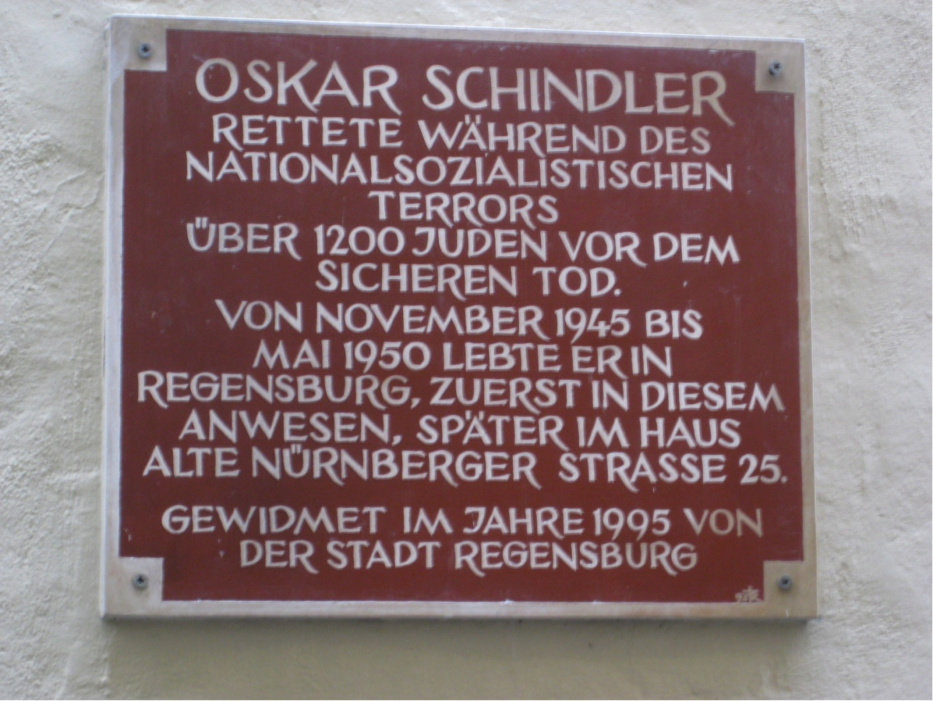 OSKAR SCHINDLER
RETTETE WÄHREND DES
NATIONALSOZIALISTISCHEN
TERRORS
ÜBER 1200 JUDEN VOR DEM
SICHEREN TOD.
VON NOVEMBER 1945 BIS
MAI 1950 LEBTE ER IN
REGENSBURG, ZUERST IN DIESEM
ANWESEN, SPÄTER IM HAUS
ALTE NÜRNBERGER STRASSE 25.
GEWIDMET IM JAHRE 1995 VON
DER STADT REGENSBURG